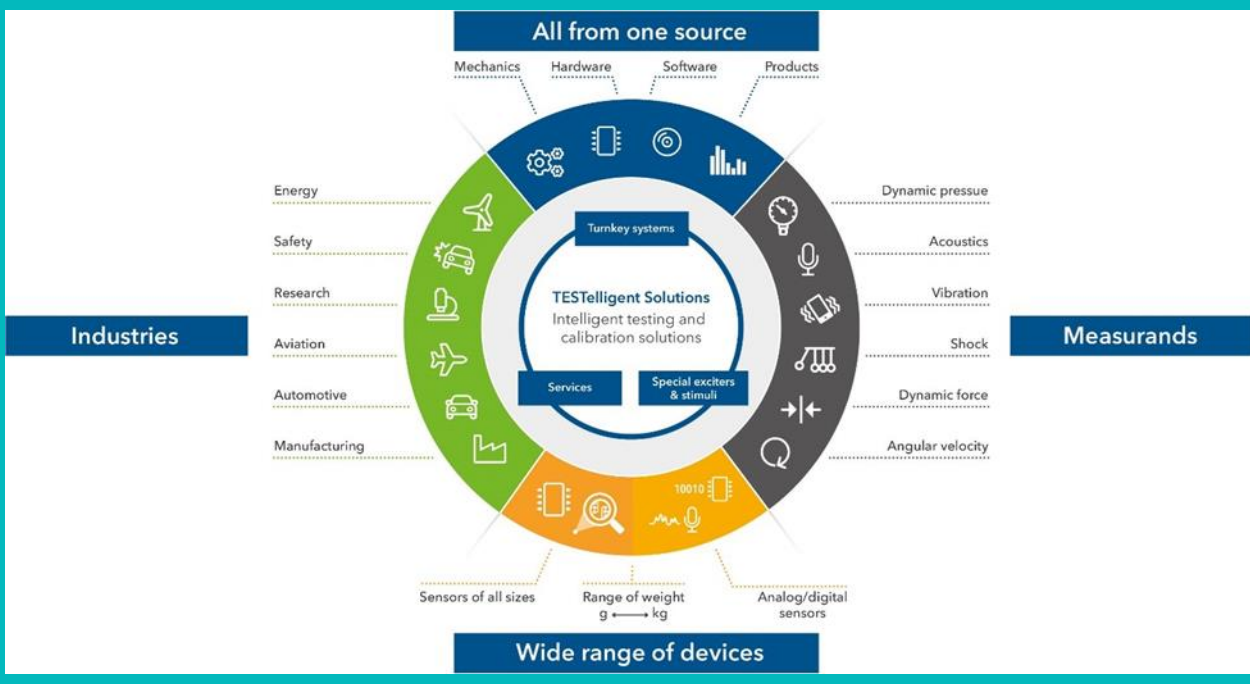 All from one source
Mechanics
Hardware
Software
Products
Energy
Safety
Research
Aviation
Automotive
Manufacturing
Industries
Turnkey systems
TESTelligent Solutions
Intelligent testing and
calibration solutions
Services
Special exciters
& stimuli
Dynamic pressue
Acoustics
Vibration
Shock
Dynamic force
Angular velocity
Measurands
10010
Sensors of all sizes
Range of weight
g ⟷ kg
Analog/digital
sensors
Wide range of devices